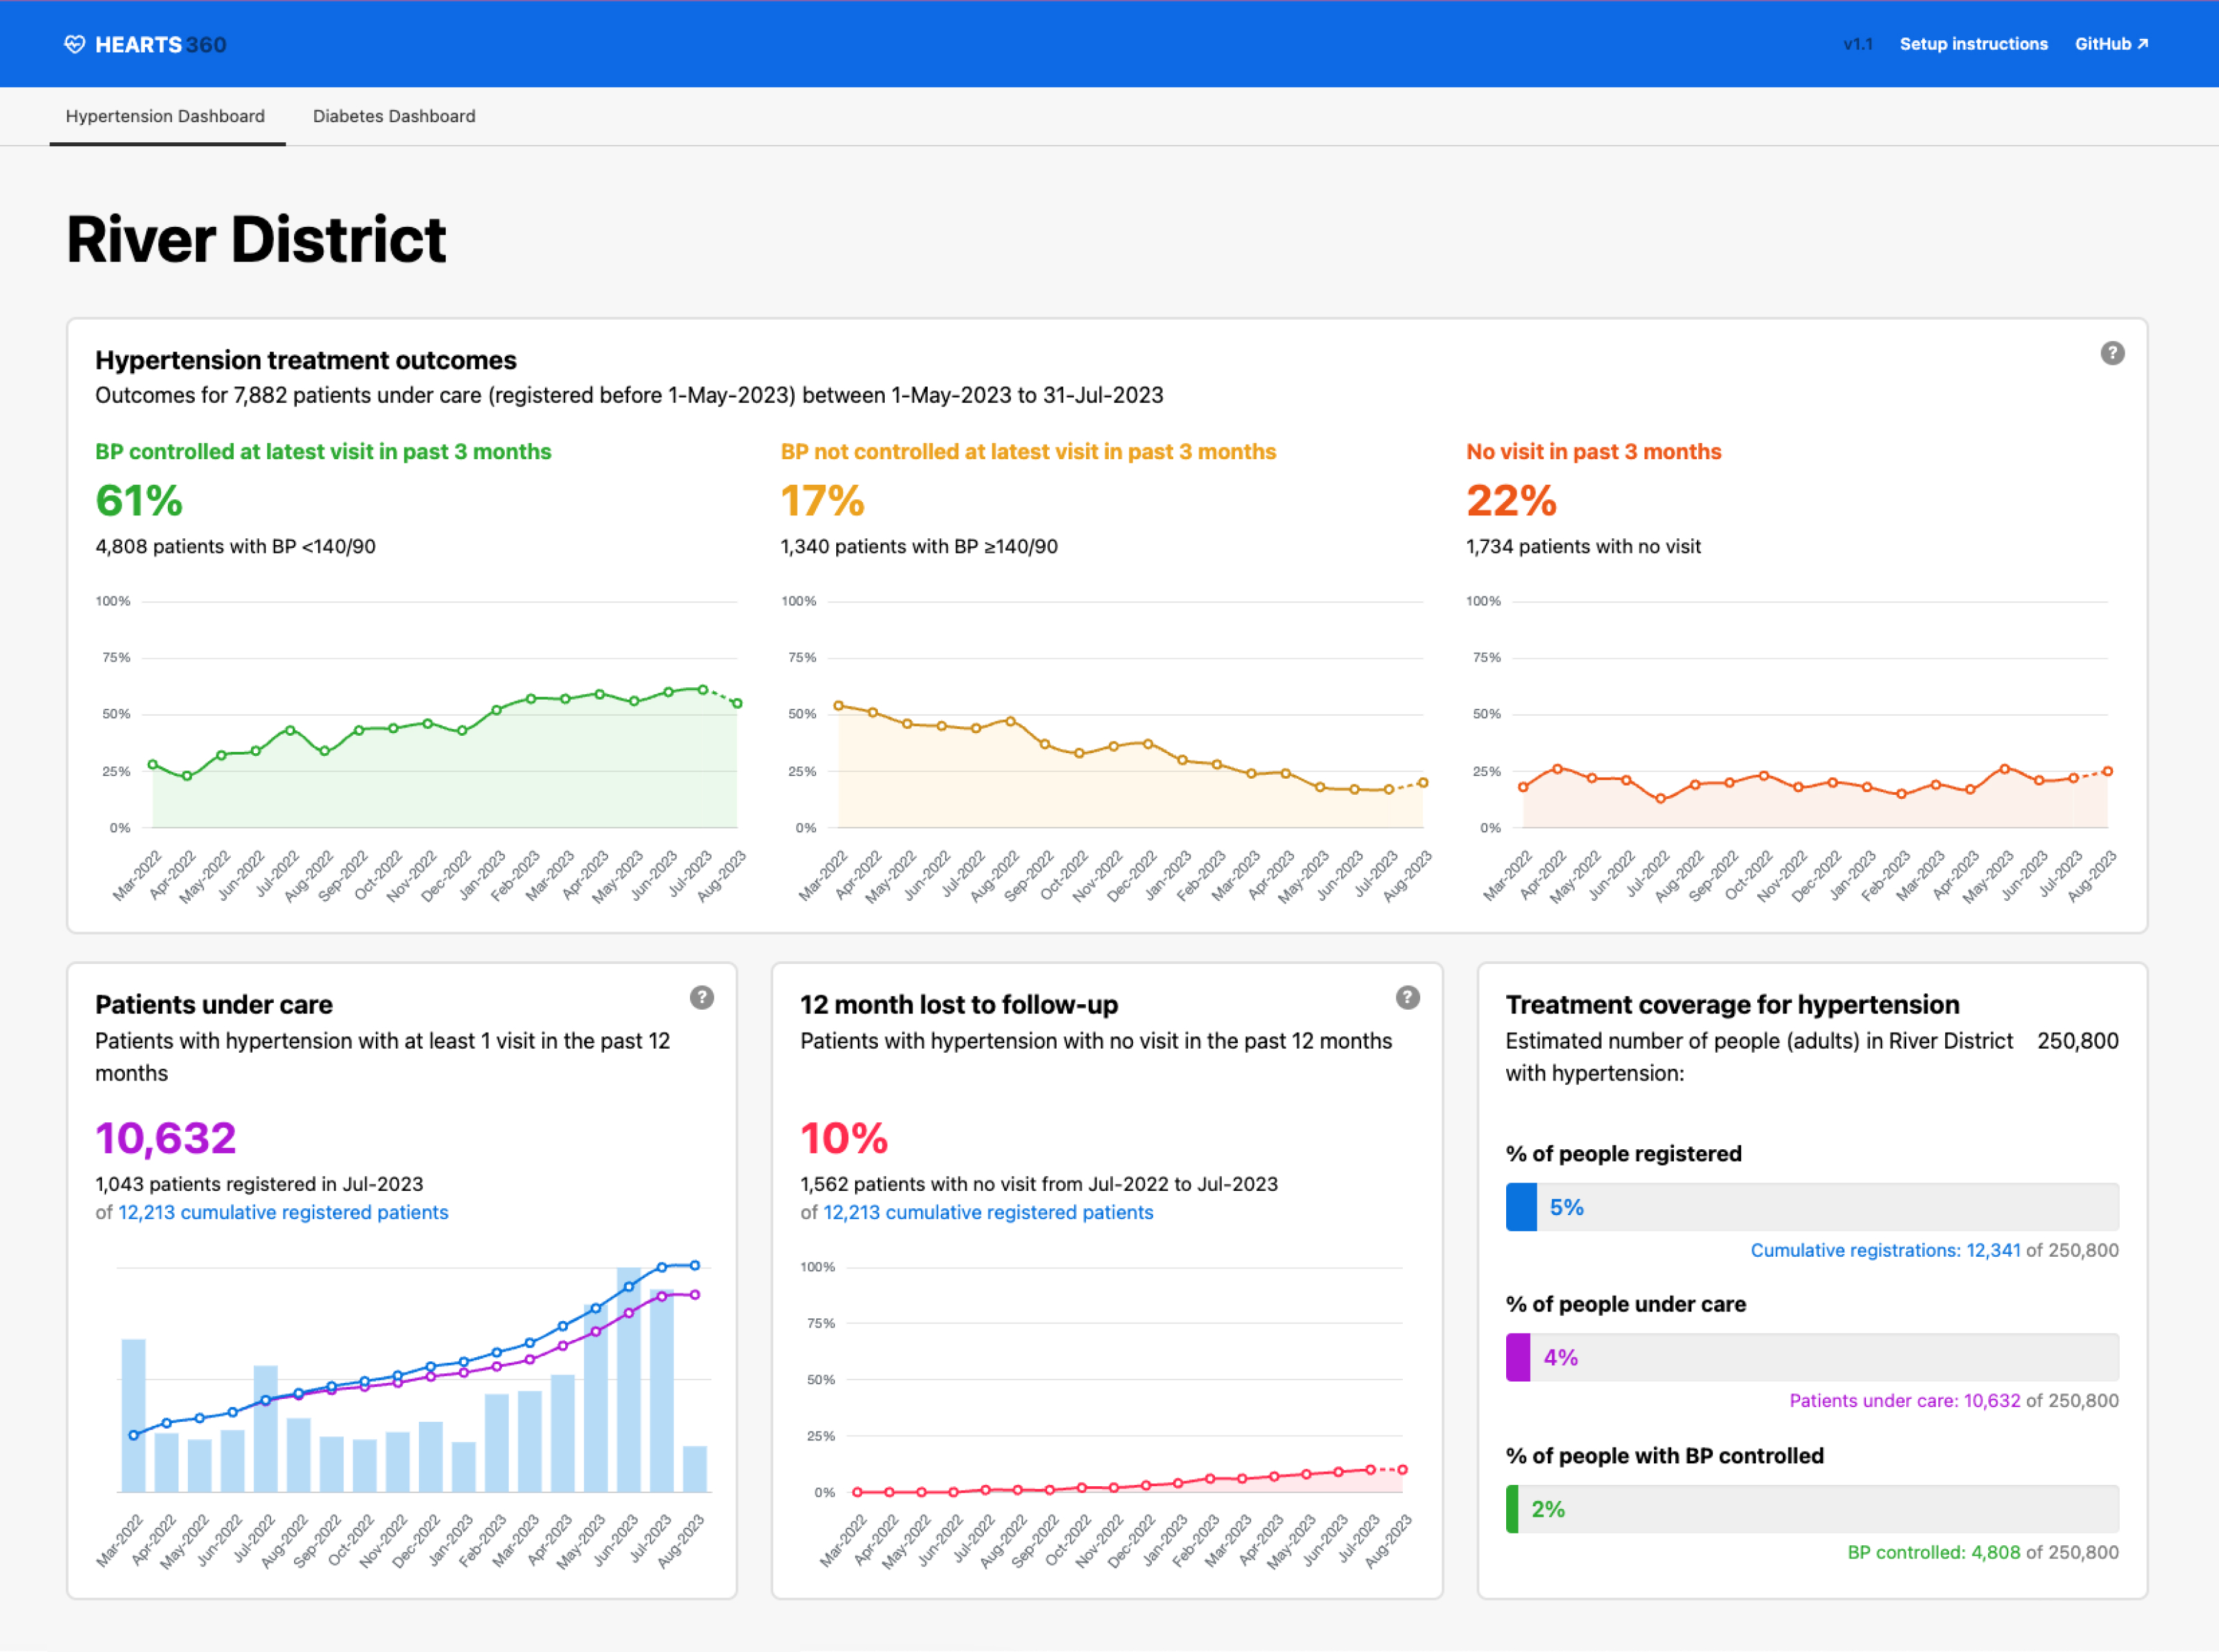 HEARTS360
v1.1 Setup instructions GitHub ↗
Hypertension Dashboard Diabetes Dashboard
River District
Hypertension treatment outcomes
?
Outcomes for 7,882 patients under care (registered before 1-May-2023) between 1-May-2023 to 31-Jul-2023
BP controlled at latest visit in past 3 months
61%
4,808 patients with BP <140/90
100%
75%
50%
25%
0%
Mar-2022 Apr-2022 May-2022 Jun-2022 Jul-2022 Aug-2022 Sep-2022 Oct-2022 Nov-2022 Dec-2022 Jan-2023 Feb-2023 Mar-2023 Apr-2023 May-2023 Jun-2023 Jul-2023 Aug-2023
BP not controlled at latest visit in past 3 months
17%
1,340 patients with BP ≥140/90
100%
75%
50%
25%
0%
Mar-2022 Apr-2022 May-2022 Jun-2022 Jul-2022 Aug-2022 Sep-2022 Oct-2022 Nov-2022 Dec-2022 Jan-2023 Feb-2023 Mar-2023 Apr-2023 May-2023 Jun-2023 Jul-2023 Aug-2023
No visit in past 3 months
22%
1,734 patients with no visit
100%
75%
50%
25%
0%
Mar-2022 Apr-2022 May-2022 Jun-2022 Jul-2022 Aug-2022 Sep-2022 Oct-2022 Nov-2022 Dec-2022 Jan-2023 Feb-2023 Mar-2023 Apr-2023 May-2023 Jun-2023 Jul-2023 Aug-2023
Patients under care
?
Patients with hypertension with at least 1 visit in the past 12
months
10,632
1,043 patients registered in Jul-2023
of 12,213 cumulative registered patients
Mar-2022 Apr-2022 May-2022 Jun-2022 Jul-2022 Aug-2022 Sep-2022 Oct-2022 Nov-2022 Dec-2022 Jan-2023 Feb-2023 Mar-2023 Apr-2023 May-2023 Jun-2023 Jul-2023 Aug-2023
12 month lost to follow-up
?
Patients with hypertension with no visit in the past 12 months
10%
1,562 patients with no visit from Jul-2022 to Jul-2023
of 12,213 cumulative registered patients
100%
75%
50%
25%
0%
Mar-2022 Apr-2022 May-2022 Jun-2022 Jul-2022 Aug-2022 Sep-2022 Oct-2022 Nov-2022 Dec-2022 Jan-2023 Feb-2023 Mar-2023 Apr-2023 May-2023 Jun-2023 Jul-2023 Aug-2023
Treatment coverage for hypertension
Estimated number of people (adults) in River District 250,800
with hypertension:
% of people registered
5%
Cumulative registrations: 12,341 of 250,800
% of people under care
4%
Patients under care: 10,632 of 250,800
% of people with BP controlled
2%
BP controlled: 4,808 of 250,800